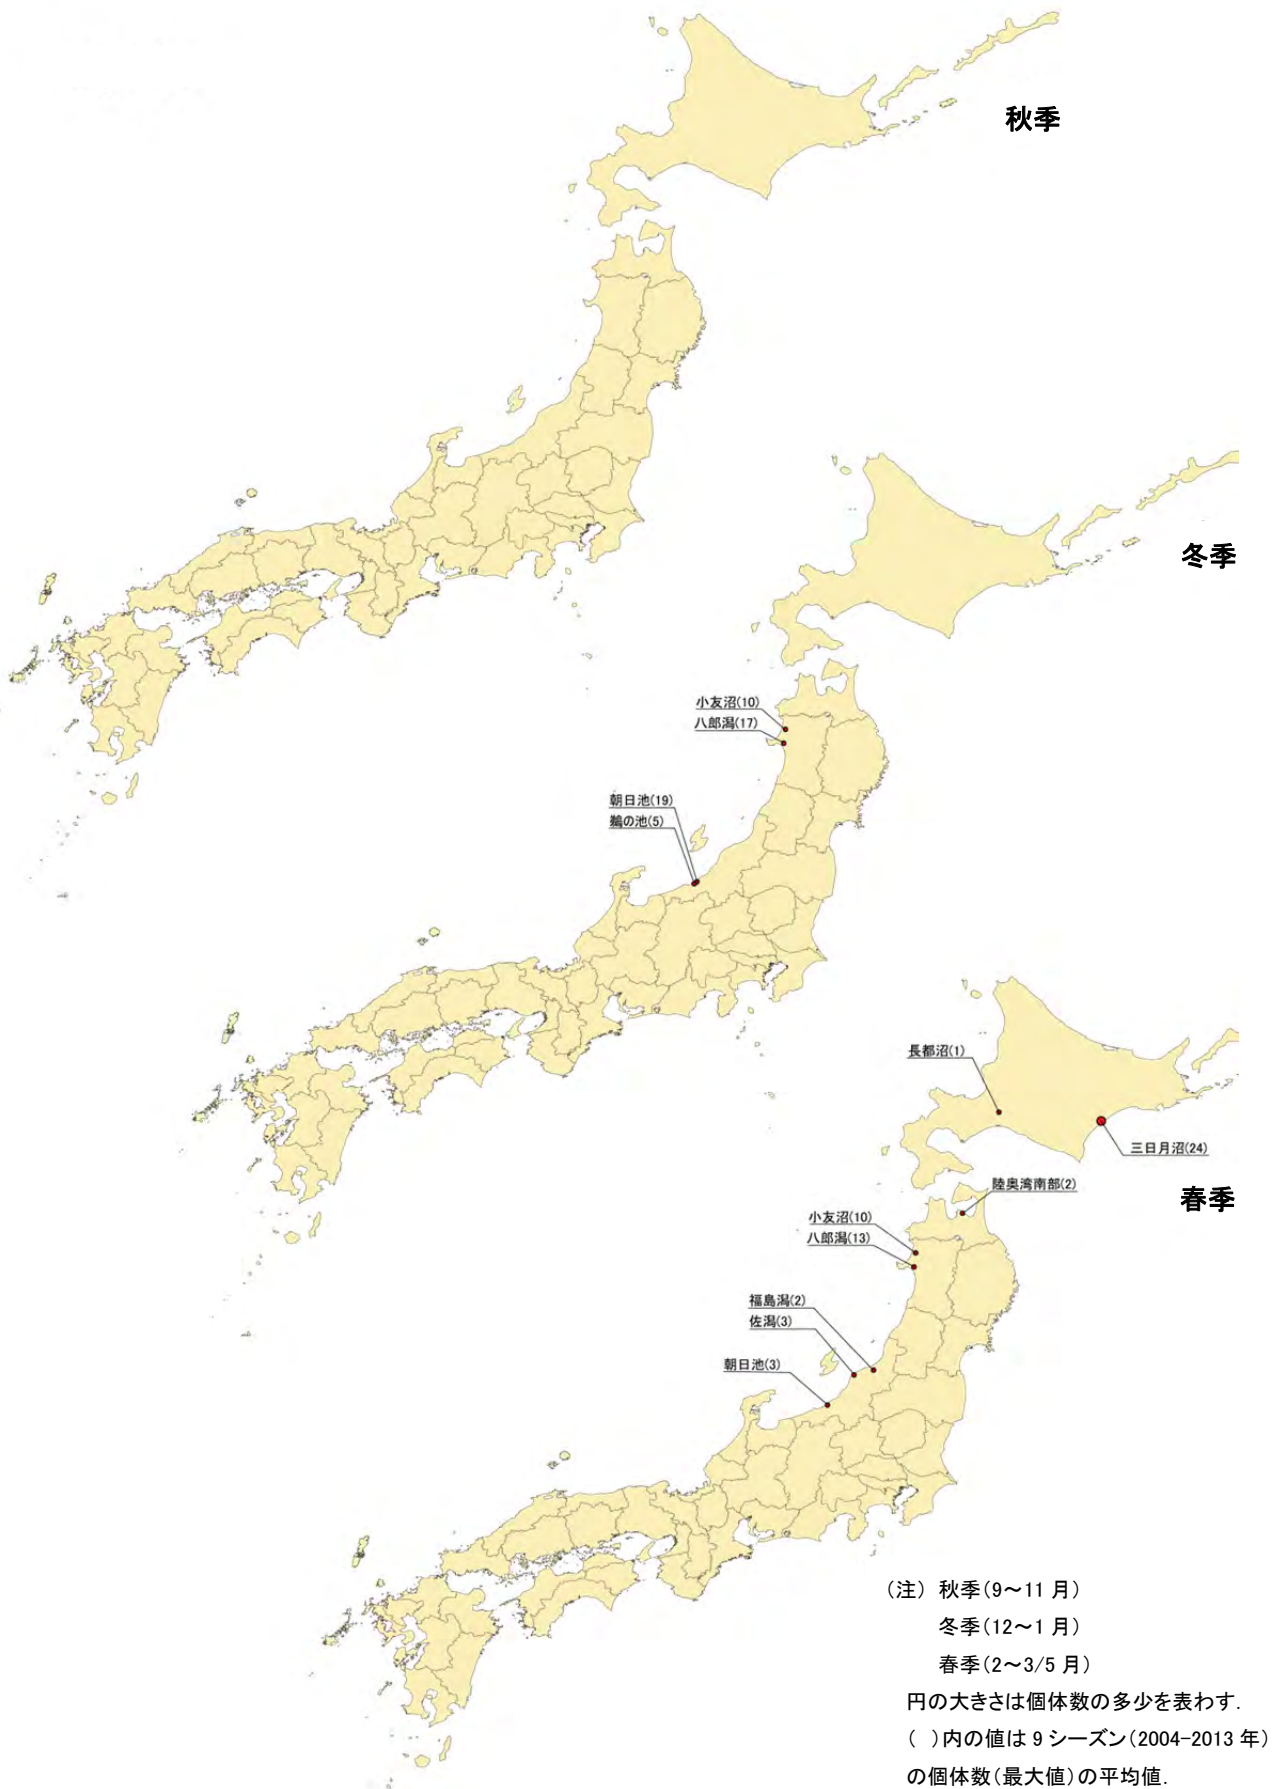 秋季
冬季
小友沼(10)
八郎潟(17)
朝日池(19)
鵜の池(5)
長都沼(1)
三日月沼(24)
陸奥湾南部(2)
春季
小友沼(10)
八郎潟(13)
福島潟(2)
佐潟(3)
朝日池(3)
(注) 秋季(9～11 月)
冬季(12～1 月)
春季(2～3/5 月)
円の大きさは個体数の多少を表わす.
( )内の値は 9 シーズン(2004-2013 年)
の個体数(最大値)の平均値.